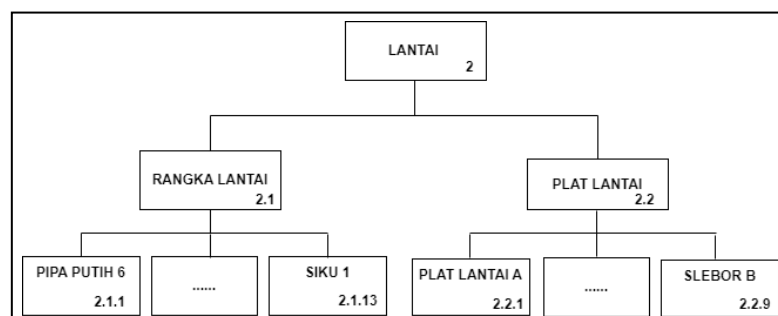 LANTAI
2
RANGKA LANTAI
2.1
PLAT LANTAI
2.2
PIPA PUTIH 6
2.1.1
......
SIKU 1
2.1.13
PLAT LANTAI A
2.2.1
......
SLEBOR B
2.2.9